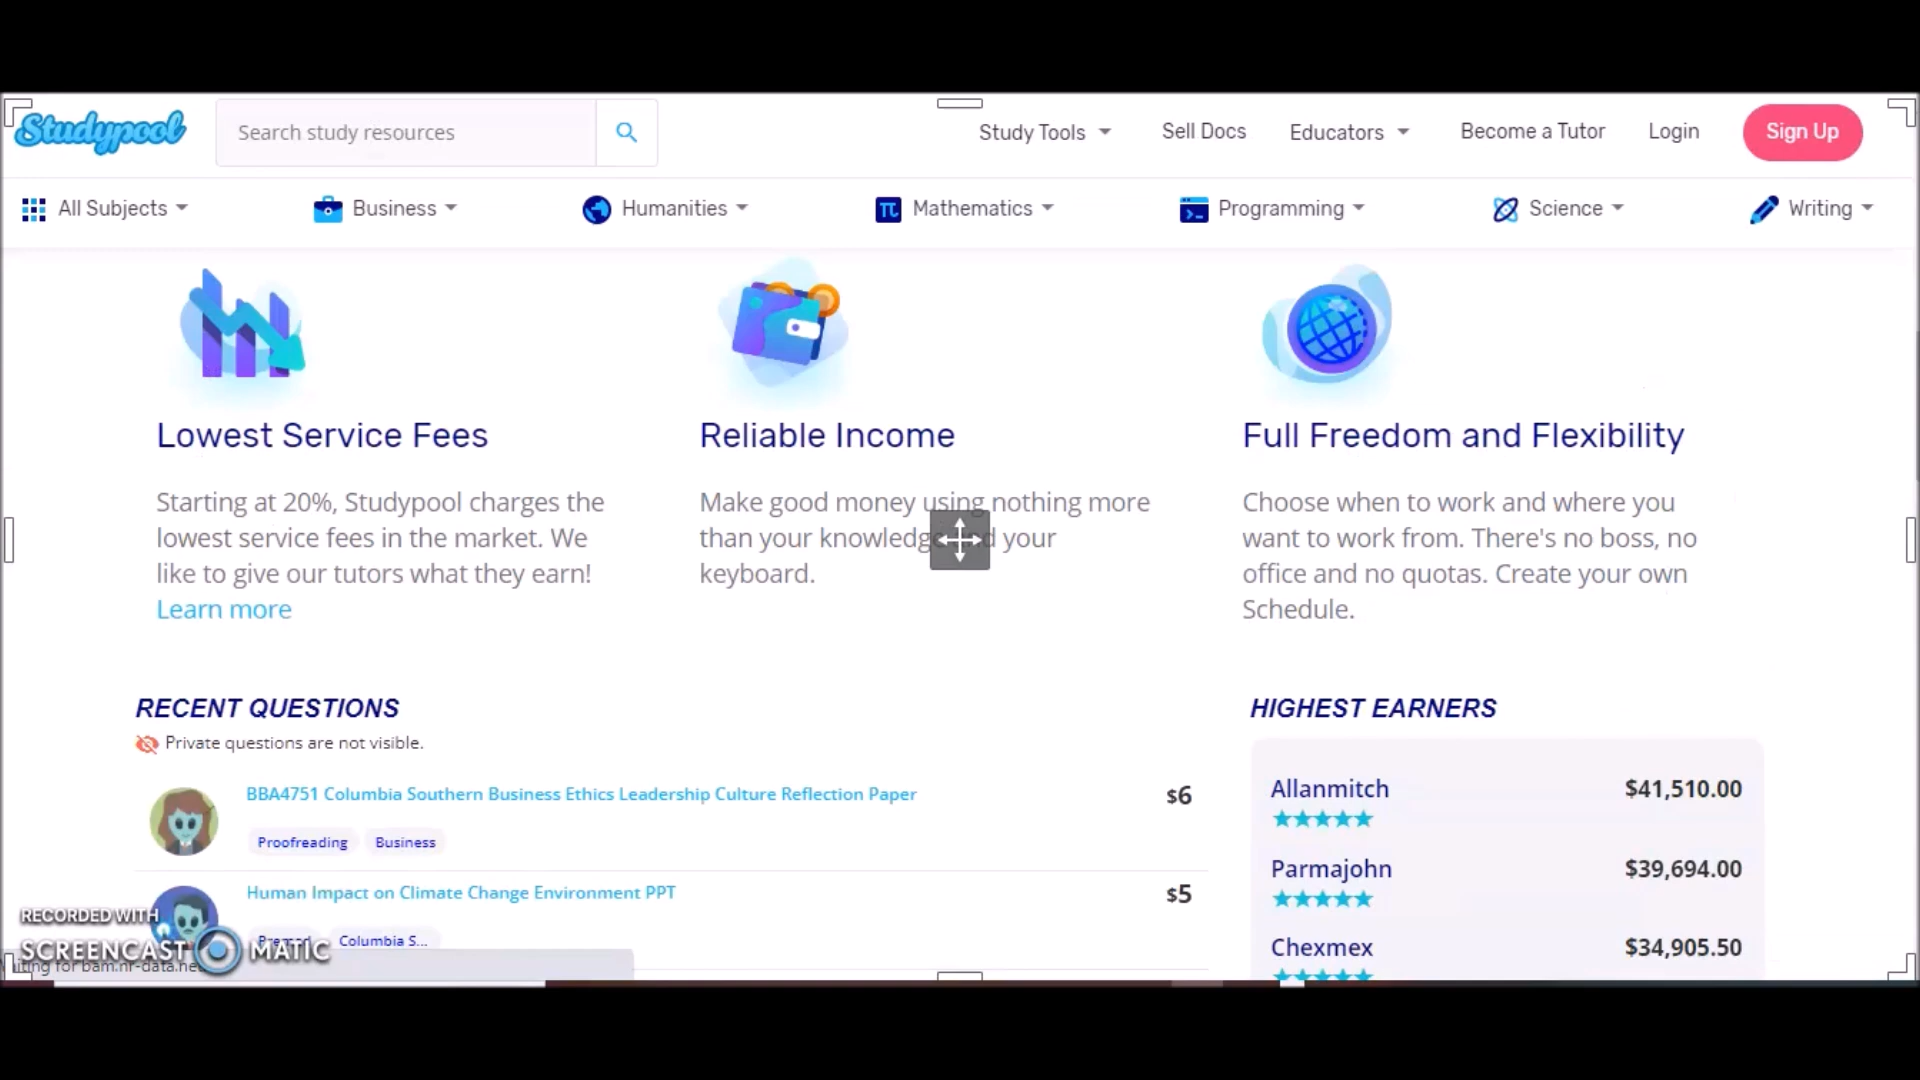 Studypool
Search study resources
Study Tools
Sell Docs
Educators
Become a Tutor
Login
Sign Up
All Subjects
Business
Humanities
Mathematics
Programming
Science
Writing
Lowest Service Fees
Starting at 20%, Studypool charges the
lowest service fees in the market. We
like to give our tutors what they earn!
Learn more
Reliable Income
Make good money using nothing more
than your knowledge and your
keyboard.
Full Freedom and Flexibility
Choose when to work and where you
want to work from. There's no boss, no
office and no quotas. Create your own
Schedule.
RECENT QUESTIONS
Private questions are not visible.
BBA4751 Columbia Southern Business Ethics Leadership Culture Reflection Paper
$6
Proofreading
Business
Human Impact on Climate Change Environment PPT
$5
Columbia S...
HIGHEST EARNERS
Allanmitch
$41,510.00
Parmajohn
$39,694.00
Chexmex
$34,905.50
RECORDED WITH
SCREENCAST MATIC
for bam.nr-data.net